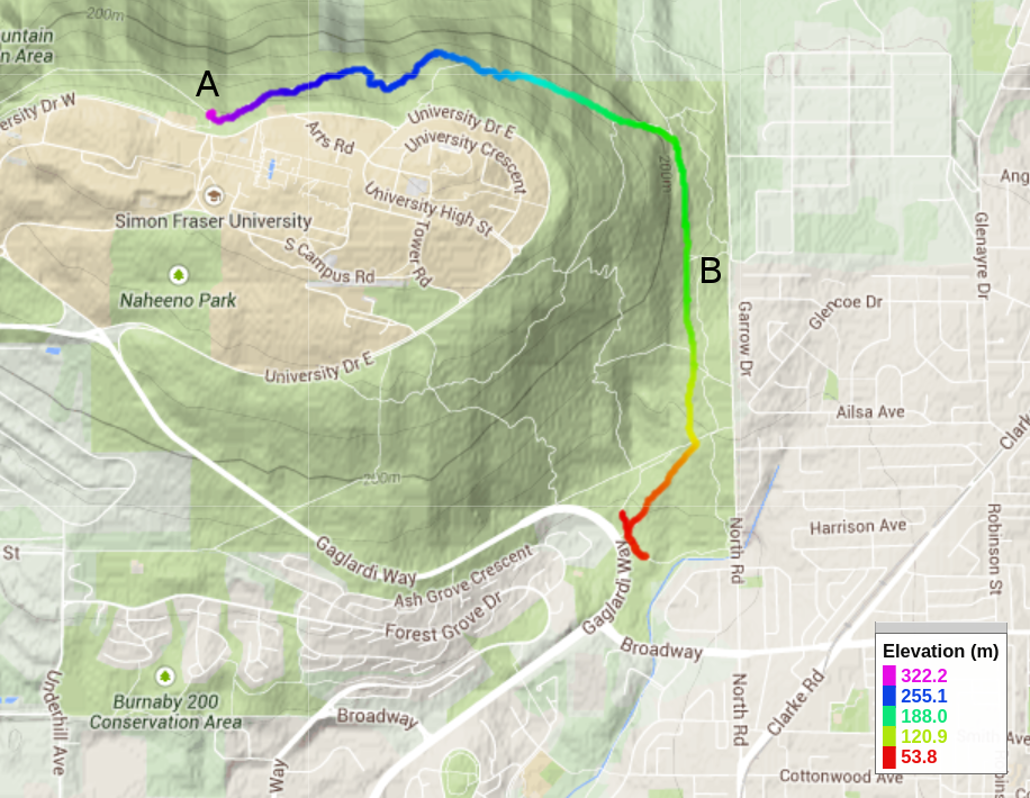 200m
untain
n Area
A
ersity Dr W
University Dr E
Arts Rd
University Crescent
200m
Ang
Simon Fraser University
University High St
Tower Rd
S Campus Rd
B
Glenayre Dr
Naheeno Park
Glencoe Dr
Garrow Dr
University Dr E
Ailsa Ave
Clark
200m
Harrison Ave
Robinson St
St
North Rd
Gaglardi Way
Ash Grove Crescent
Gaglardi Way
Forest Grove Dr
Broadway
Elevation (m)
322.2
255.1
188.0
120.9
53.8
Underhill Ave
Burnaby 200
Conservation Area
Broadway
North Rd
Clarke Rd
Smith Ave
Way
Cottonwood Ave